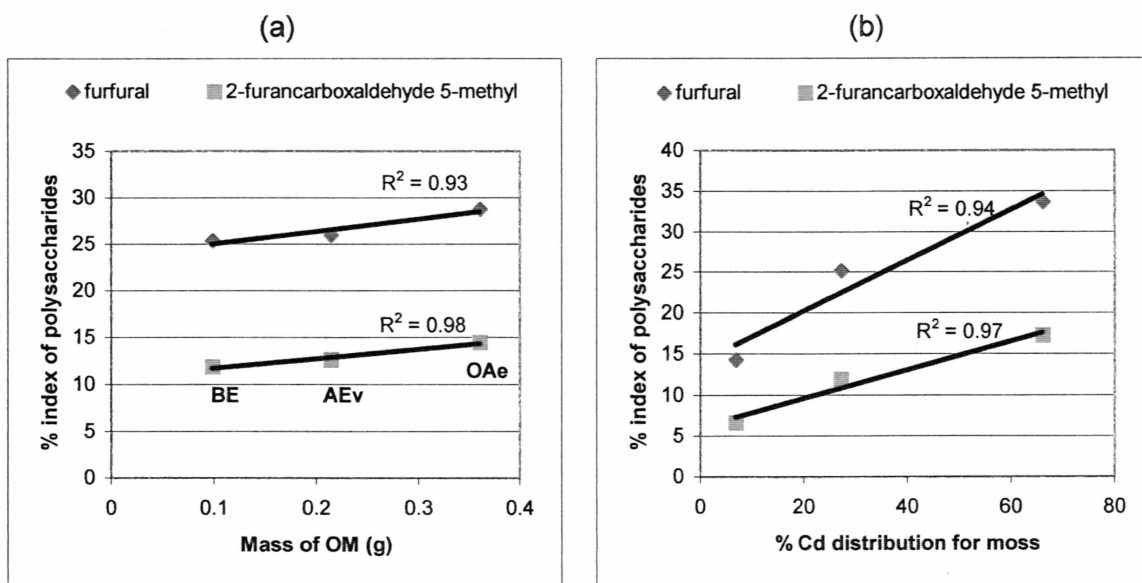 (a)
furfural 2-furancarboxaldehyde 5-methyl
35
30
25
20
15
10
5
0
% index of polysaccharides
R² = 0.93
R² = 0.98
BE AEv OAe
0 0.1 0.2 0.3 0.4
Mass of OM (g)
(b)
furfural 2-furancarboxaldehyde 5-methyl
40
35
30
25
20
15
10
5
0
% index of polysaccharides
R² = 0.94
R² = 0.97
0 20 40 60 80
% Cd distribution for moss